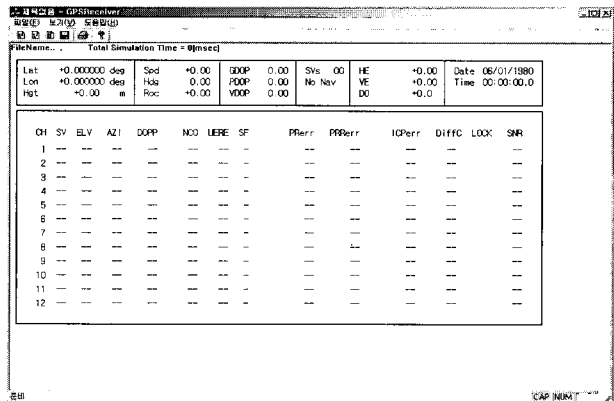 제목없음 - GPSReceiver
파일(F) 보기(V) 도움말(H)
FileName.. , Total Simulation Time = 0[msec]
Lat +0.000000 deg Spd +0.00 GDOP 0.00 SVs 00 HE +0.00 Date 06/01/1980
Lon +0.000000 deg Hdg 0.00 PDOP 0.00 No Nav VE +0.00 Time 00:00:00.0
Hgt +0.00 m Roc +0.00 VDOP 0.00 DO +0.0
CH SV ELV AZI DOPP NCO UERE SF PRerr PRRerr ICPerr DiffC LOCK SNR
1 -- -- -- -- -- -- - -- -- -- -- --
2 -- -- -- -- -- -- - -- -- -- -- --
3 -- -- -- -- -- -- - -- -- -- -- --
4 -- -- -- -- -- -- - -- -- -- -- --
5 -- -- -- -- -- -- - -- -- -- -- --
6 -- -- -- -- -- -- - -- -- -- -- --
7 -- -- -- -- -- -- - -- -- -- -- --
8 -- -- -- -- -- -- - -- -- -- -- --
9 -- -- -- -- -- -- - -- -- -- -- --
10 -- -- -- -- -- -- - -- -- -- -- --
11 -- -- -- -- -- -- - -- -- -- -- --
12 -- -- -- -- -- -- - -- -- -- -- --
준비 CAP NUM